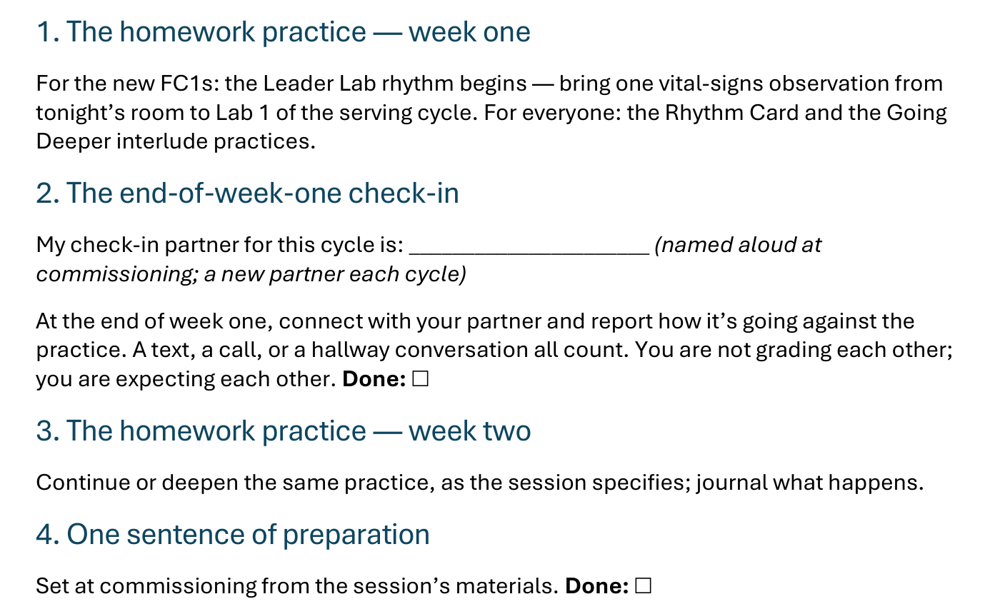 1. The homework practice — week one
For the new FC1s: the Leader Lab rhythm begins — bring one vital-signs observation from
tonight’s room to Lab 1 of the serving cycle. For everyone: the Rhythm Card and the Going
Deeper interlude practices.
2. The end-of-week-one check-in
My check-in partner for this cycle is: ______________________ (named aloud at
commissioning; a new partner each cycle)
At the end of week one, connect with your partner and report how it’s going against the
practice. A text, a call, or a hallway conversation all count. You are not grading each other;
you are expecting each other. Done: ☐
3. The homework practice — week two
Continue or deepen the same practice, as the session specifies; journal what happens.
4. One sentence of preparation
Set at commissioning from the session’s materials. Done: ☐